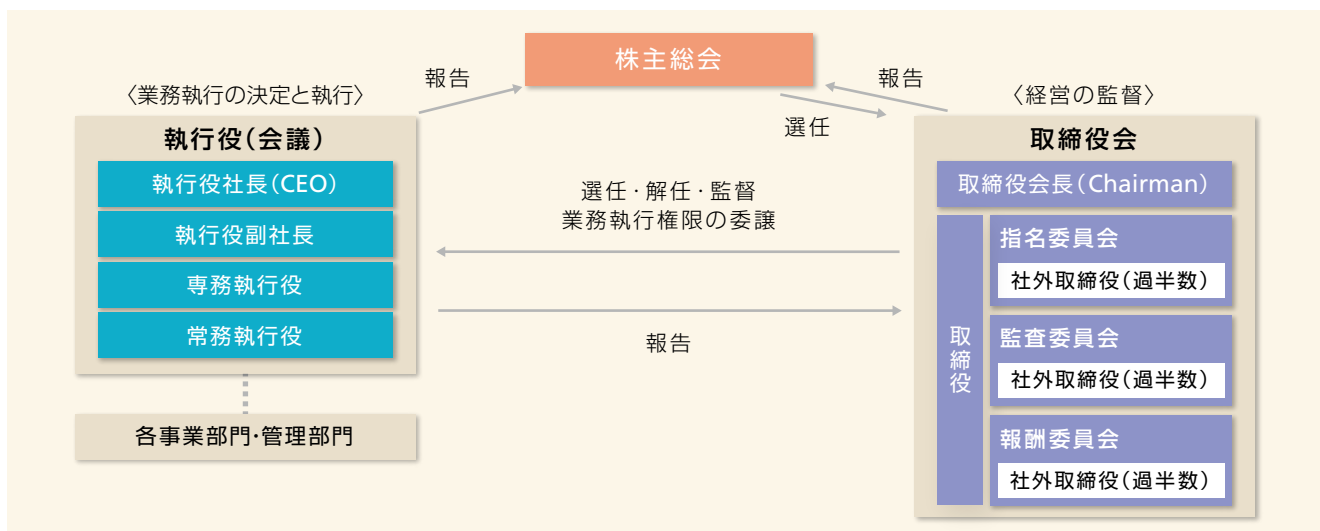 株主総会
報告
報告
選任
〈業務執行の決定と執行〉
執行役(会議)
執行役社長(CEO)
執行役副社長
専務執行役
常務執行役
各事業部門・管理部門
選任・解任・監督
業務執行権限の委譲
報告
〈経営の監督〉
取締役会
取締役会長(Chairman)
取締役
指名委員会
社外取締役(過半数)
監査委員会
社外取締役(過半数)
報酬委員会
社外取締役(過半数)